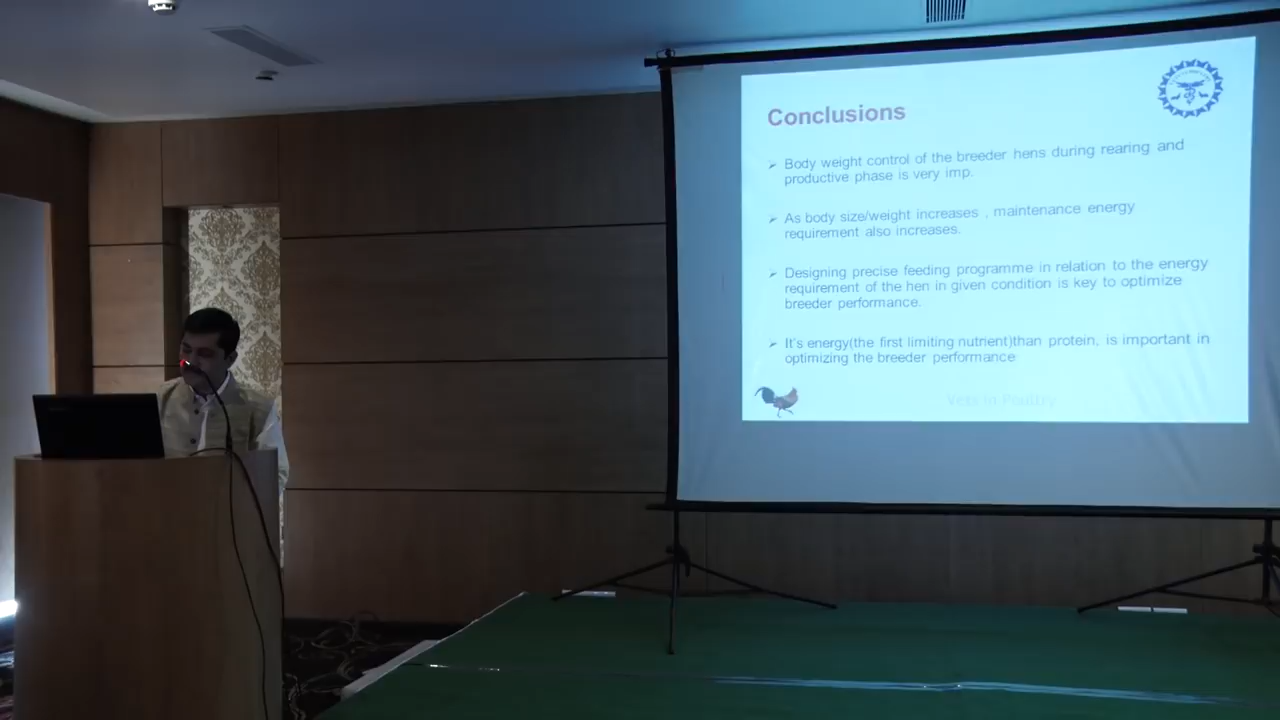 Conclusions
➢ Body weight control of the breeder hens during rearing and
productive phase is very imp.
➢ As body size/weight increases , maintenance energy
requirement also increases.
➢ Designing precise feeding programme in relation to the energy
requirement of the hen in given condition is key to optimize
breeder performance.
➢ It's energy(the first limiting nutrient)than protein, is important in
optimizing the breeder performance
Vets in Poultry